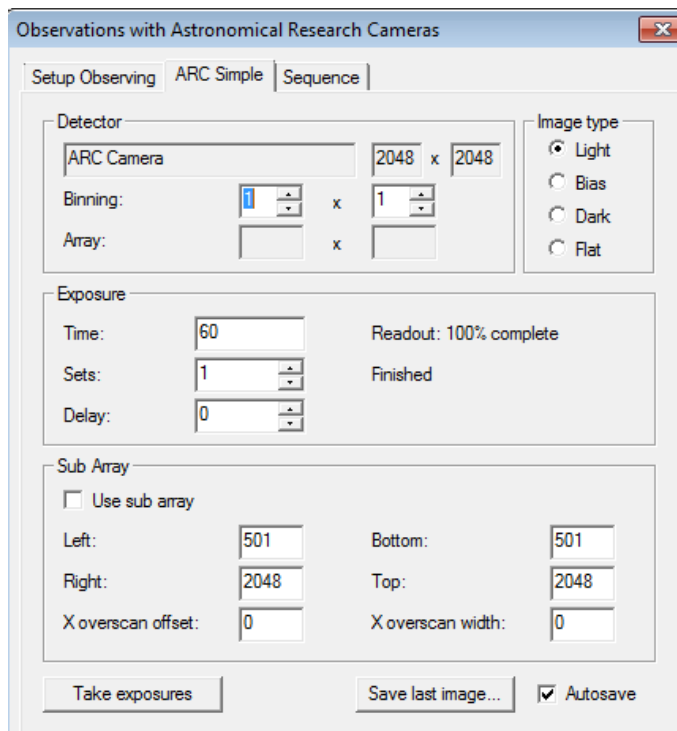 Observations with Astronomical Research Cameras
Setup Observing ARC Simple Sequence
Detector
ARC Camera 2048 x 2048
Binning: 1 x 1
Array: x
Image type
Light
Bias
Dark
Flat
Exposure
Time: 60 Readout: 100% complete
Sets: 1 Finished
Delay: 0
Sub Array
Use sub array
Left: 501 Bottom: 501
Right: 2048 Top: 2048
X overscan offset: 0 X overscan width: 0
Take exposures Save last image... Autosave